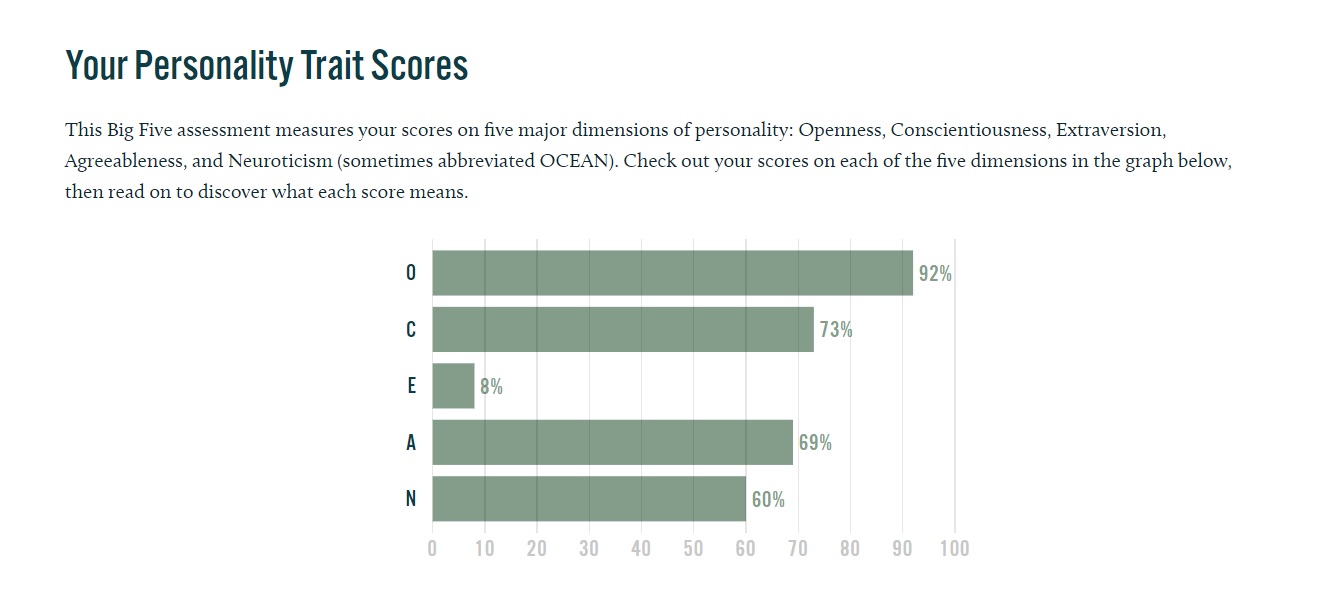 Your Personality Trait Scores
This Big Five assessment measures your scores on five major dimensions of personality: Openness, Conscientiousness, Extraversion,
Agreeableness, and Neuroticism (sometimes abbreviated OCEAN). Check out your scores on each of the five dimensions in the graph below,
then read on to discover what each score means.
O 92%
C 73%
E 8%
A 69%
N 60%
0 10 20 30 40 50 60 70 80 90 100